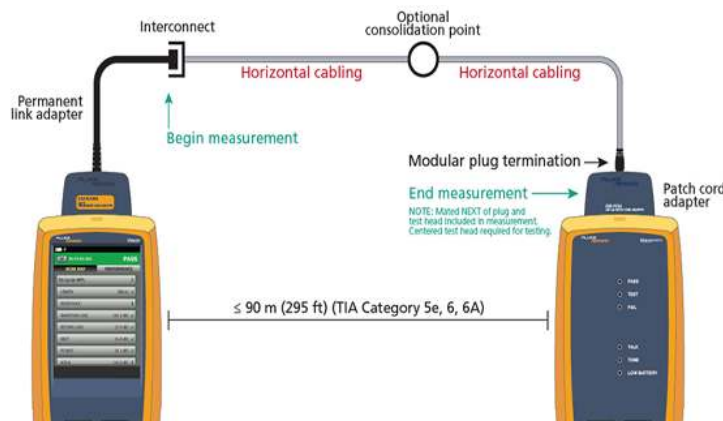 Optional
consolidation point
Interconnect
Horizontal cabling
Horizontal cabling
Permanent
link adapter
Begin measurement
Modular plug termination
End measurement
Patch cord
adapter
NOTE: Mated NEXT of plug and
test head included in measurement.
Centered test head required for testing.
PASS
≤ 90 m (295 ft) (TIA Category 5e, 6, 6A)
PASS
TEST
FAIL
TALK
TONE
LOW BATTERY